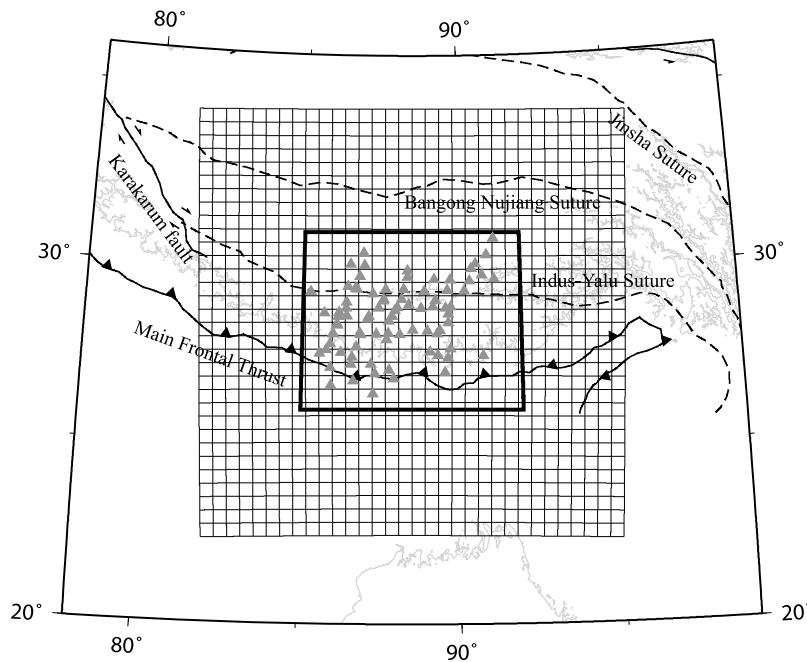 80°
90°
Jinsha Suture
Karakarum fault
Bangong Nujiang Suture
30°
30°
Indus-Yalu Suture
Main Frontal Thrust
20°
20°
80°
90°